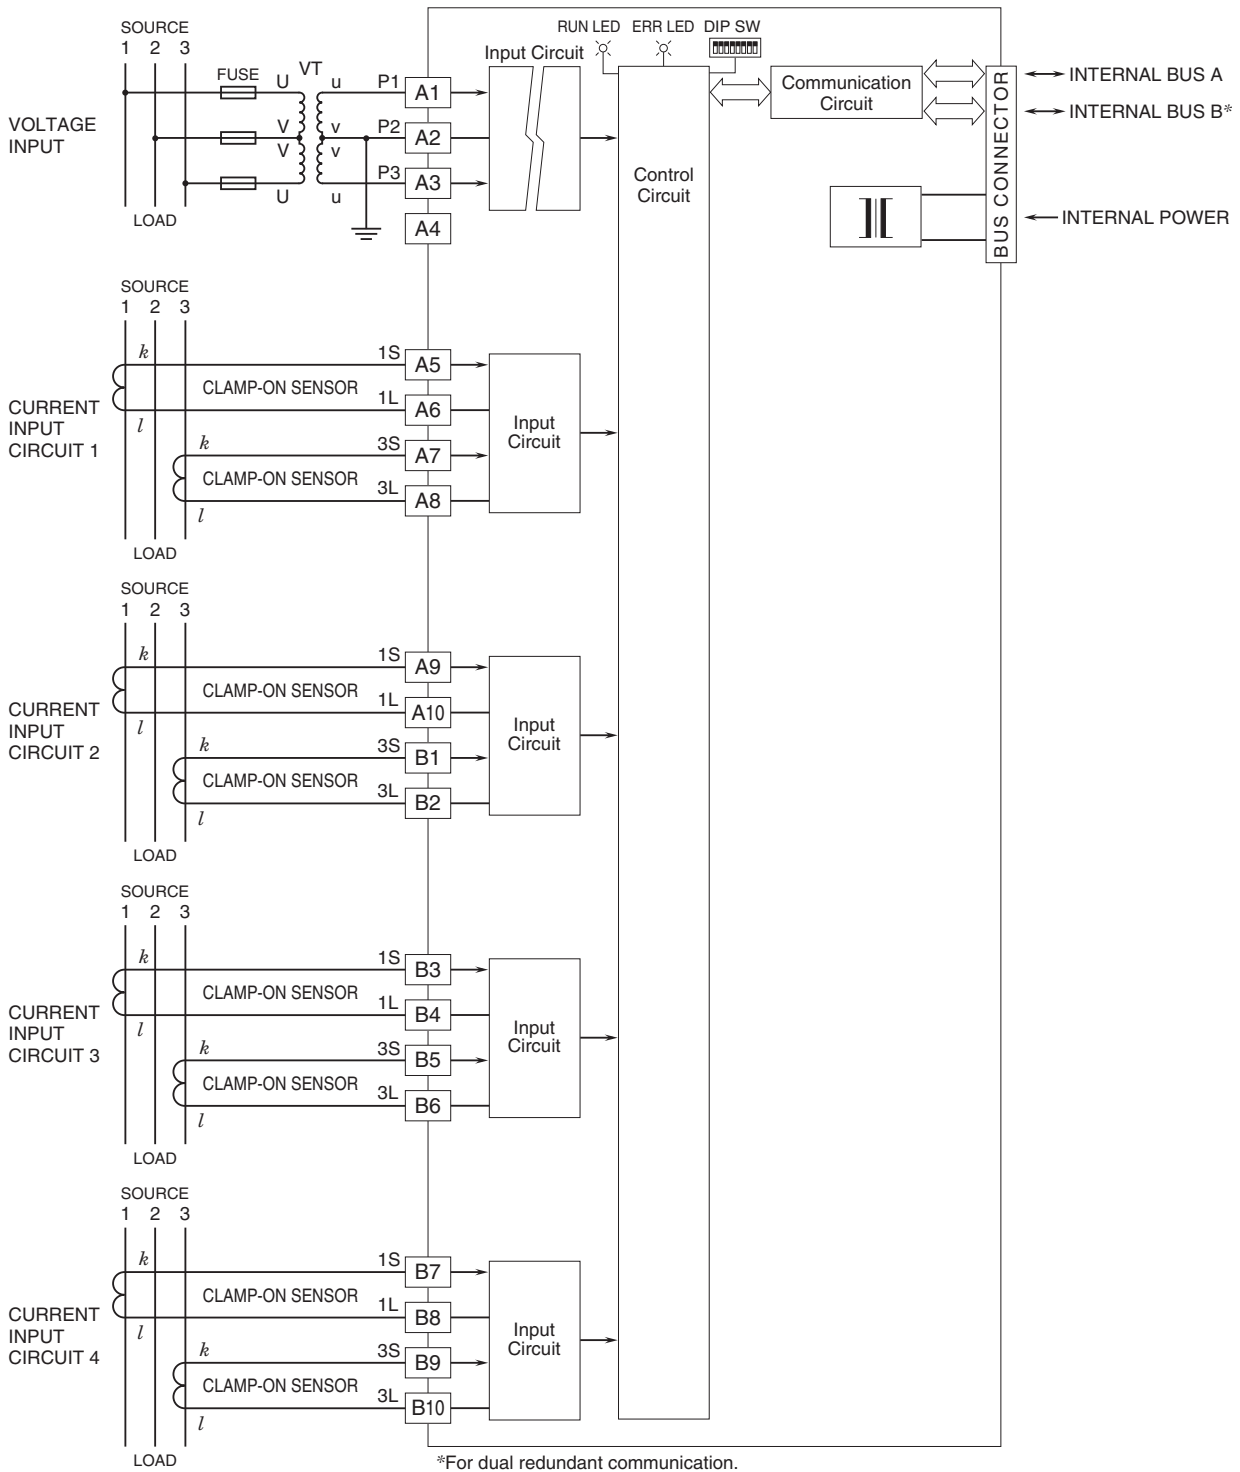 SOURCE
1 2 3
RUN LED ERR LED DIP SW
Input Circuit
FUSE
U VT u P1 A1
V v P2 A2
V v
U u P3 A3
A4
VOLTAGE
INPUT
LOAD
Control
Circuit
Communication
Circuit
BUS CONNECTOR
INTERNAL BUS A
INTERNAL BUS B*
INTERNAL POWER
SOURCE
1 2 3
k 1S A5
CLAMP-ON SENSOR
l 1L A6
k 3S A7
CLAMP-ON SENSOR
l 3L A8
CURRENT
INPUT
CIRCUIT 1
Input
Circuit
LOAD
SOURCE
1 2 3
k 1S A9
CLAMP-ON SENSOR
l 1L A10
k 3S B1
CLAMP-ON SENSOR
l 3L B2
CURRENT
INPUT
CIRCUIT 2
Input
Circuit
LOAD
SOURCE
1 2 3
k 1S B3
CLAMP-ON SENSOR
l 1L B4
k 3S B5
CLAMP-ON SENSOR
l 3L B6
CURRENT
INPUT
CIRCUIT 3
Input
Circuit
LOAD
SOURCE
1 2 3
k 1S B7
CLAMP-ON SENSOR
l 1L B8
k 3S B9
CLAMP-ON SENSOR
l 3L B10
CURRENT
INPUT
CIRCUIT 4
Input
Circuit
LOAD
*For dual redundant communication.